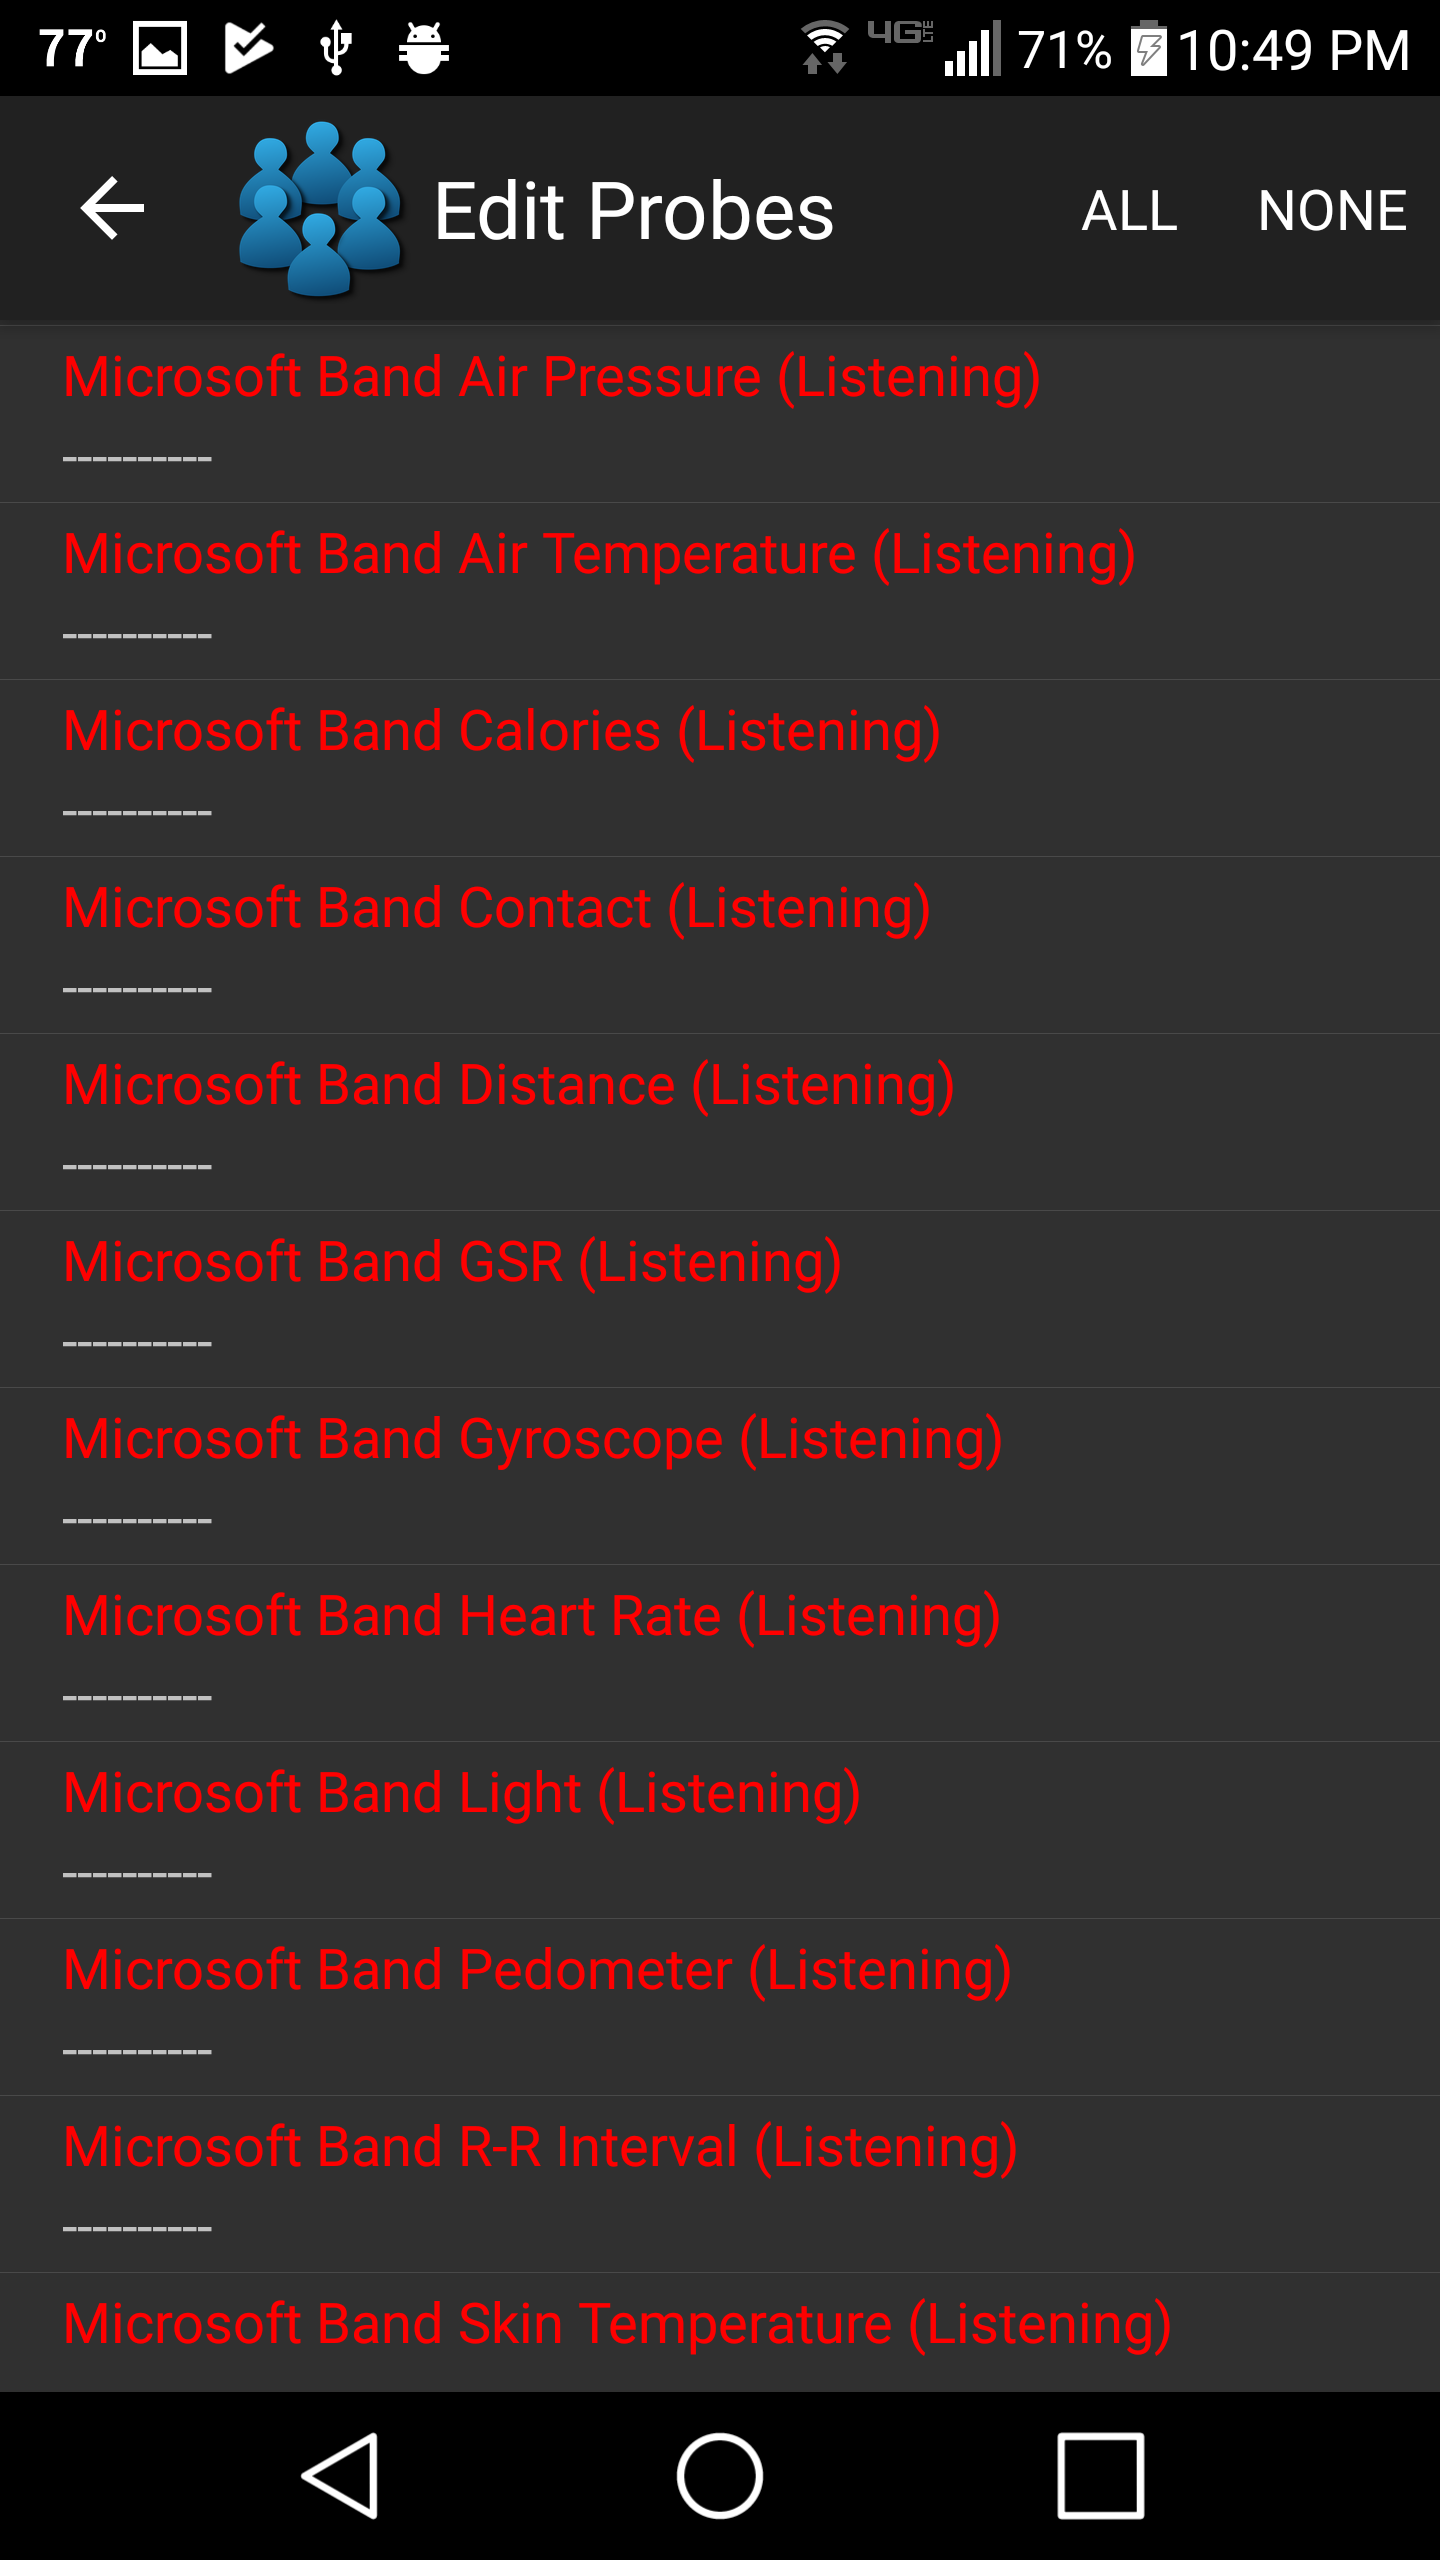 77° 4G LTE 71% 10:49 PM
Edit Probes ALL NONE
Microsoft Band Air Pressure (Listening)
----------
Microsoft Band Air Temperature (Listening)
----------
Microsoft Band Calories (Listening)
----------
Microsoft Band Contact (Listening)
----------
Microsoft Band Distance (Listening)
----------
Microsoft Band GSR (Listening)
----------
Microsoft Band Gyroscope (Listening)
----------
Microsoft Band Heart Rate (Listening)
----------
Microsoft Band Light (Listening)
----------
Microsoft Band Pedometer (Listening)
----------
Microsoft Band R-R Interval (Listening)
----------
Microsoft Band Skin Temperature (Listening)